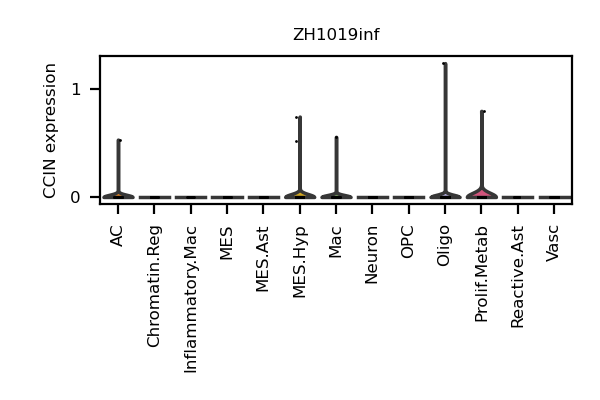 ZH1019inf
CCIN expression
1
0
AC
Chromatin.Reg
Inflammatory.Mac
MES
MES.Ast
MES.Hyp
Mac
Neuron
OPC
Oligo
Prolif.Metab
Reactive.Ast
Vasc